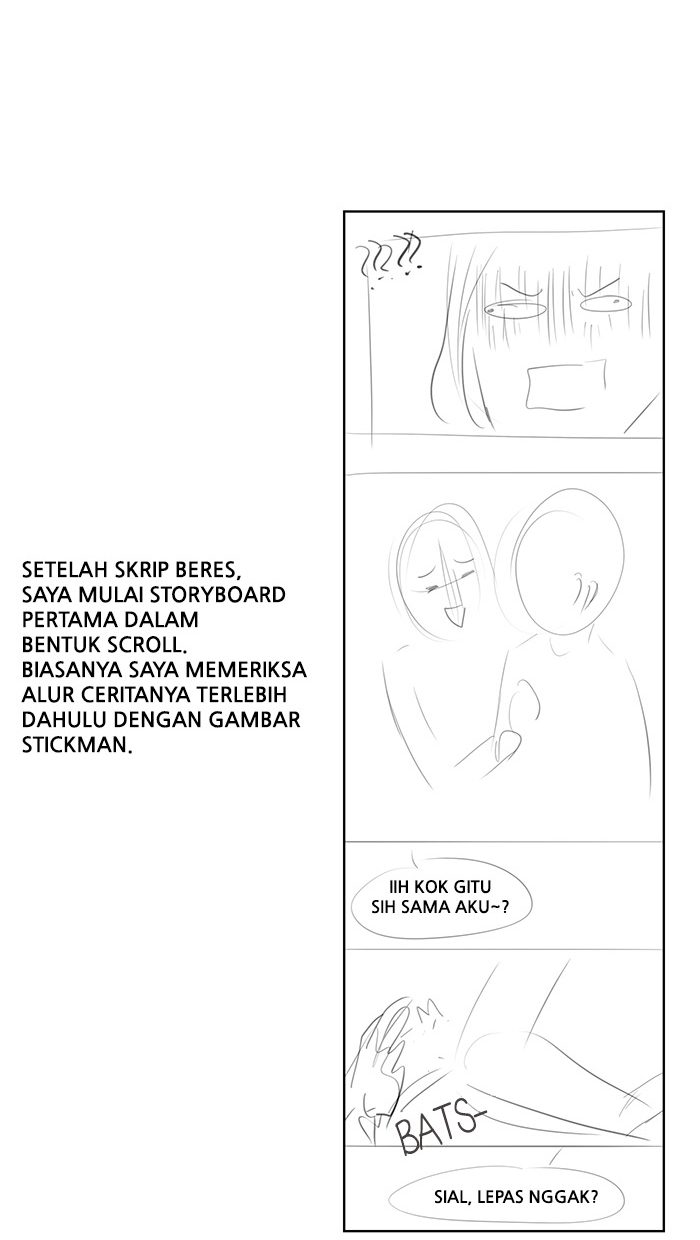 SETELAH SKRIP BERES,
SAYA MULAI STORYBOARD
PERTAMA DALAM
BENTUK SCROLL.
BIASANYA SAYA MEMERIKSA
ALUR CERITANYA TERLEBIH
DAHULU DENGAN GAMBAR
STICKMAN.
???
IIH KOK GITU
SIH SAMA AKU~?
BATS-
SIAL, LEPAS NGGAK?